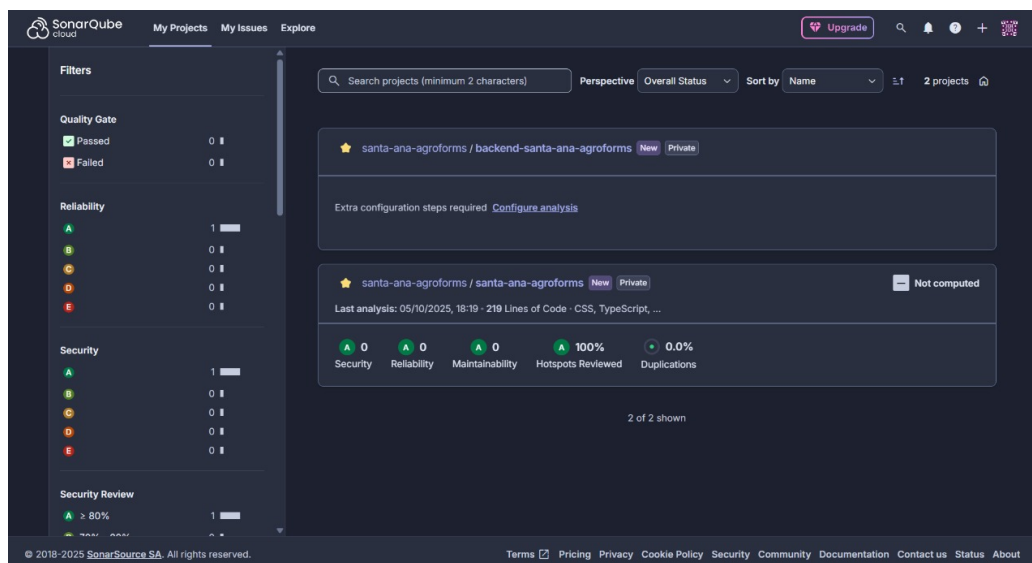 SonarQube cloud My Projects My Issues Explore Upgrade
Filters
Quality Gate
Passed 0
Failed 0
Reliability
A 1
B 0
C 0
D 0
E 0
Security
A 1
B 0
C 0
D 0
E 0
Security Review
A ≥ 80% 1
Search projects (minimum 2 characters) Perspective Overall Status Sort by Name 2 projects
santa-ana-agroforms / backend-santa-ana-agroforms New Private
Extra configuration steps required Configure analysis
santa-ana-agroforms / santa-ana-agroforms New Private Not computed
Last analysis: 05/10/2025, 18:19 · 219 Lines of Code · CSS, TypeScript, ...
A 0 A 0 A 0 A 100% 0.0%
Security Reliability Maintainability Hotspots Reviewed Duplications
2 of 2 shown
© 2018-2025 SonarSource SA. All rights reserved. Terms Pricing Privacy Cookie Policy Security Community Documentation Contact us Status About